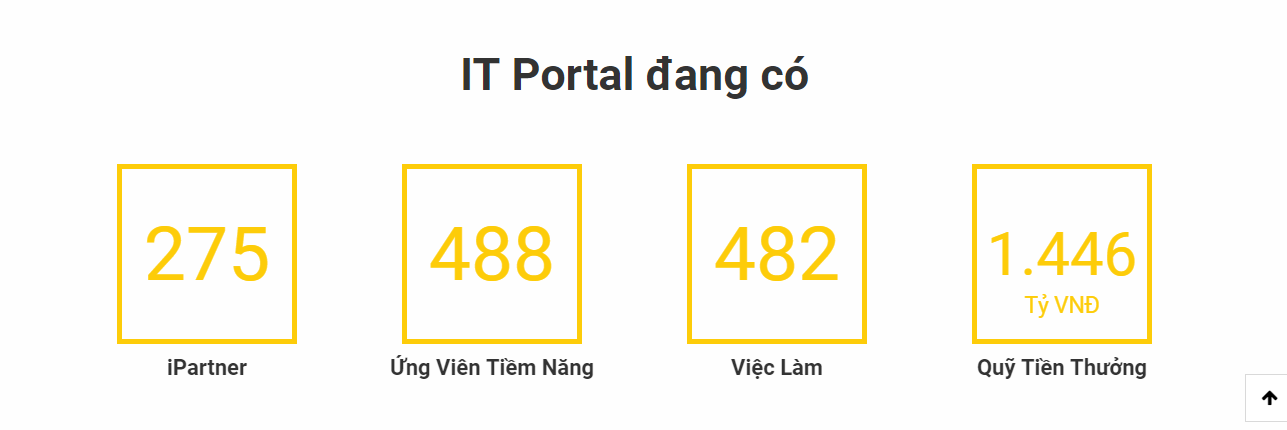 IT Portal đang có
275
488
482
1.446
Tỷ VNĐ
iPartner
Ứng Viên Tiềm Năng
Việc Làm
Quỹ Tiền Thưởng